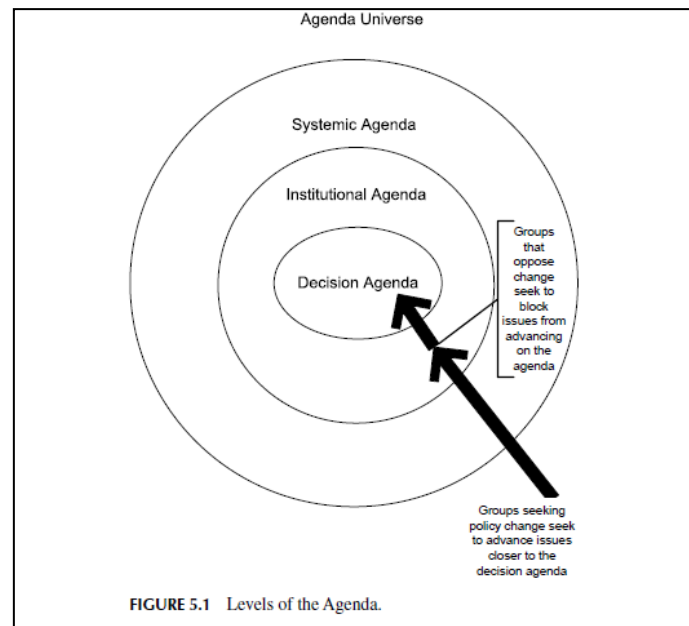 Agenda Universe
Systemic Agenda
Institutional Agenda
Decision Agenda
Groups
that
oppose
change
seek to
block
issues from
advancing
on the
agenda
Groups seeking
policy change seek
to advance issues
closer to the
decision agenda
FIGURE 5.1 Levels of the Agenda.